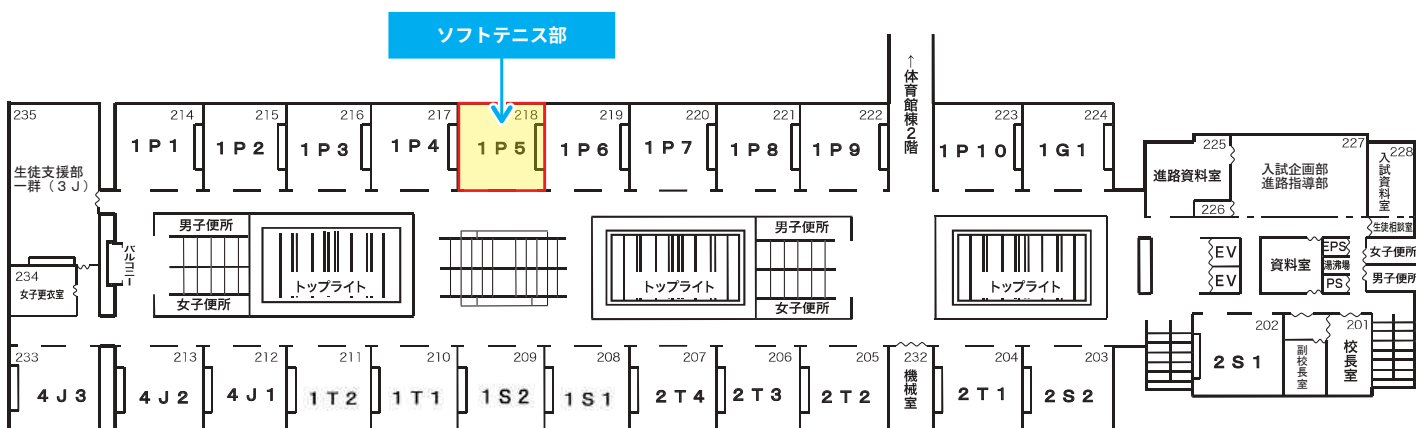 ソフトテニス部
↑体育館棟2階
235
生徒支援部
一群(3J)
214
1P1
215
1P2
216
1P3
217
1P4
218
1P5
219
1P6
220
1P7
221
1P8
222
1P9
223
1P10
224
1G1
225
進路資料室
226
227
入試企画部
進路指導部
228
入試資料室
生徒相談室
バルコニー
男子便所
女子便所
トップライト
トップライト
男子便所
女子便所
トップライト
EV
EV
資料室
EPS
湯沸場
PS
女子便所
男子便所
234
女子更衣室
233
4J3
213
4J2
212
4J1
211
1T2
210
1T1
209
1S2
208
1S1
207
2T4
206
2T3
205
2T2
232
機械室
204
2T1
203
2S2
202
2S1
副校長室
201
校長室